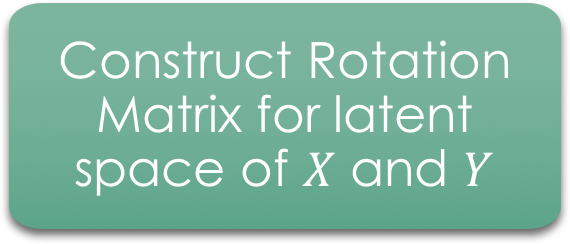 Construct Rotation
Matrix for latent
space of X and Y